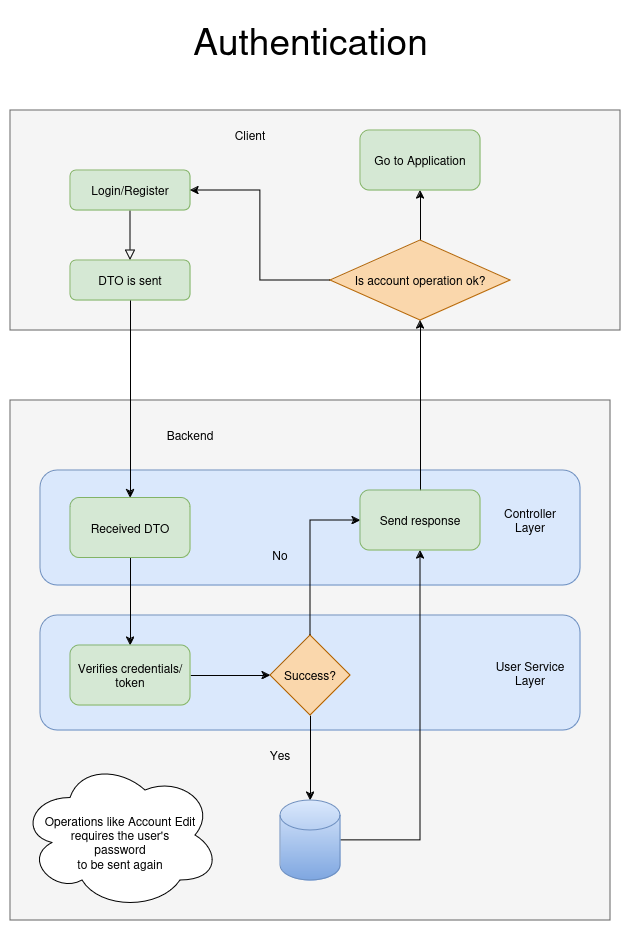 Authentication
Client
Go to Application
Login/Register
DTO is sent
Is account operation ok?
Backend
Received DTO
Send response
Controller
Layer
No
Verifies credentials/
token
Success?
User Service
Layer
Yes
Operations like Account Edit
requires the user's
password
to be sent again